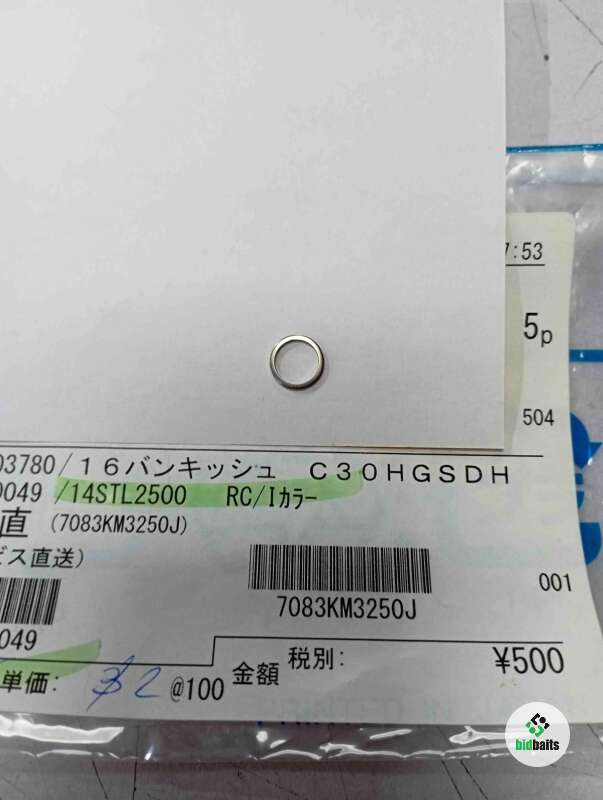 7:53
5p
504
03780/16バンキッシュ C30HGSDH
0049 /14STL2500 RC/Iカラー
直 (7083KM3250J)
ビス直送)
7083KM3250J
001
049
単価: $2 @100 金額 税別: ¥500
bidbaits